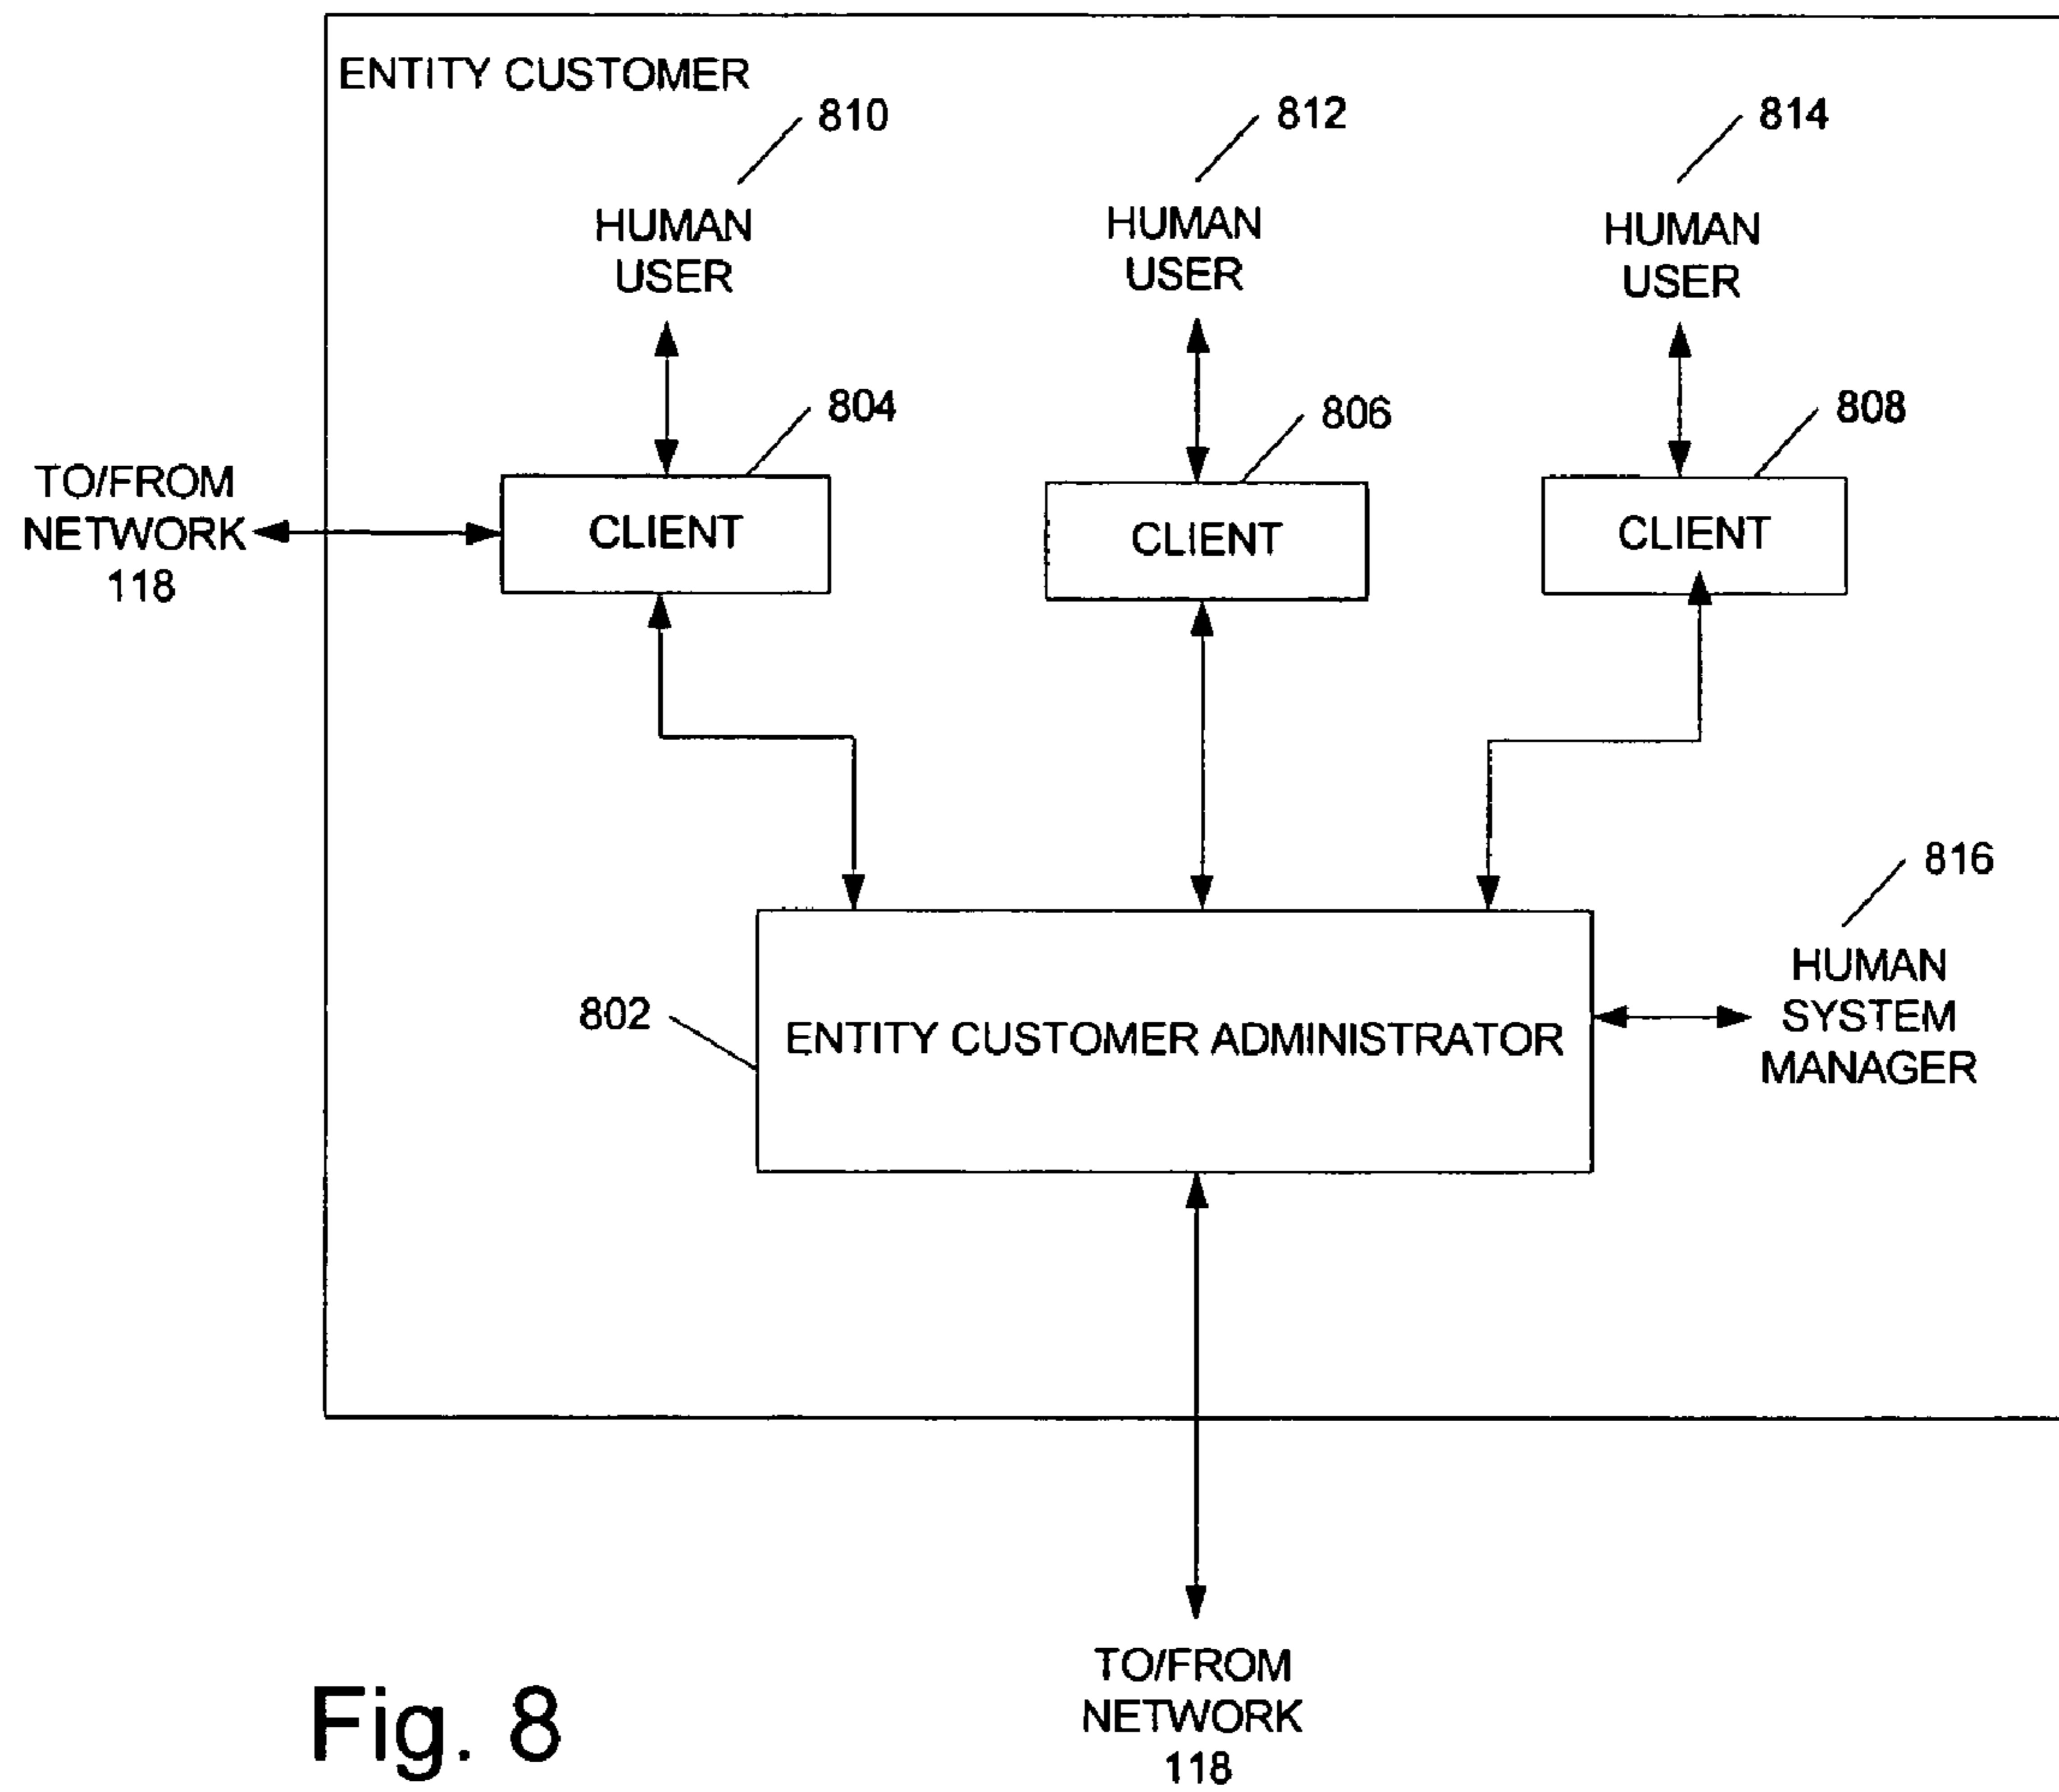 ENTITY CUSTOMER
810
812
814
HUMAN
USER
HUMAN
USER
HUMAN
USER
804
806
808
TO/FROM
NETWORK
118
CLIENT
CLIENT
CLIENT
816
HUMAN
SYSTEM
MANAGER
802
ENTITY CUSTOMER ADMINISTRATOR
TO/FROM
NETWORK
118
Fig. 8